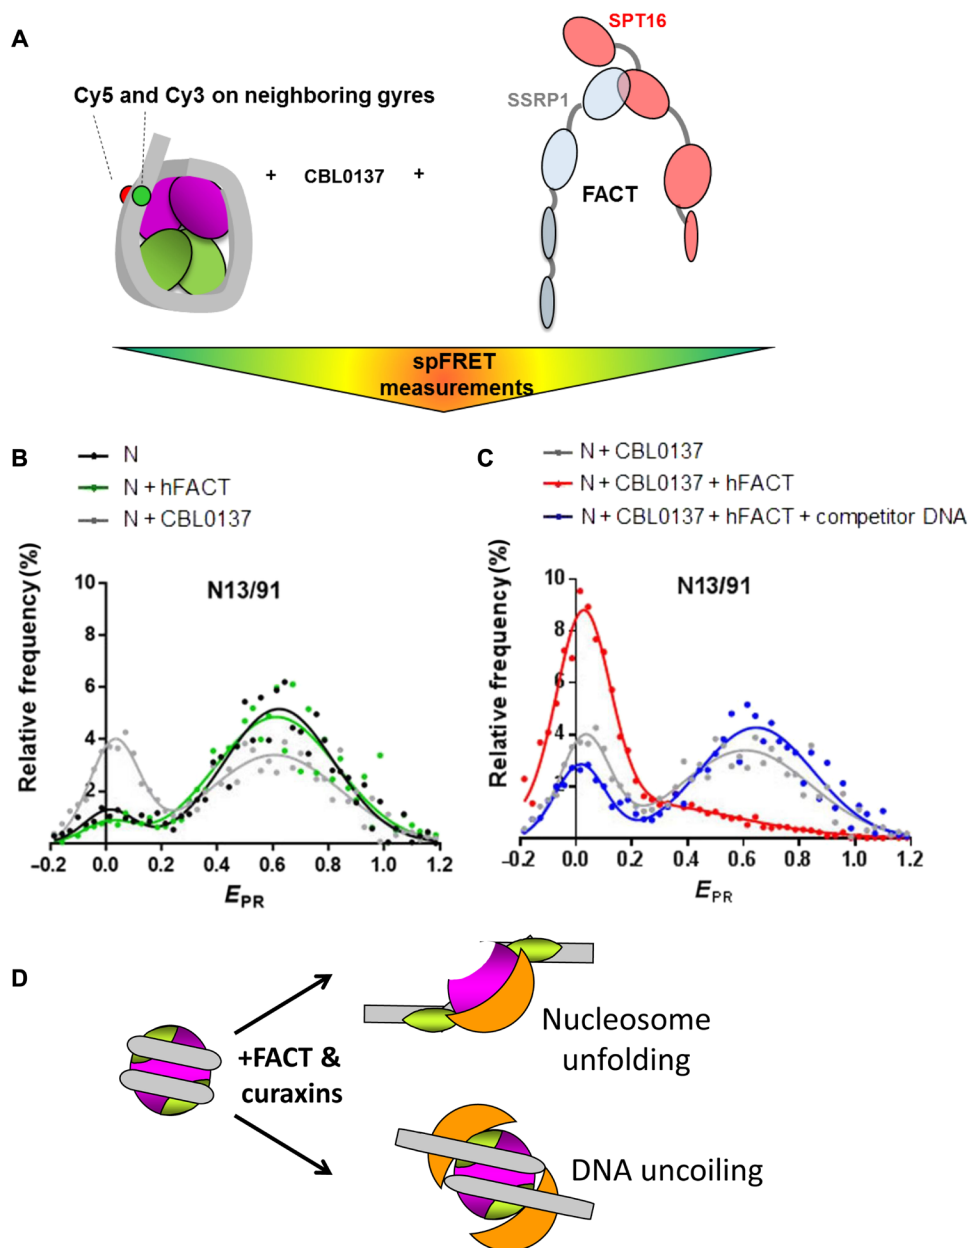 A
SPT16
Cy5 and Cy3 on neighboring gyres
SSRP1
+ CBL0137 +
FACT
spFRET
measurements
B
N
N + hFACT
N + CBL0137
C
N + CBL0137
N + CBL0137 + hFACT
N + CBL0137 + hFACT + competitor DNA
Relative frequency (%)
10
8
6
4
2
N13/91
–0.2 0.0 0.2 0.4 0.6 0.8 1.0 1.2
EPR
Relative frequency (%)
10
8
6
4
2
N13/91
–0.2 0.0 0.2 0.4 0.6 0.8 1.0 1.2
EPR
D
+FACT &
curaxins
Nucleosome
unfolding
DNA uncoiling